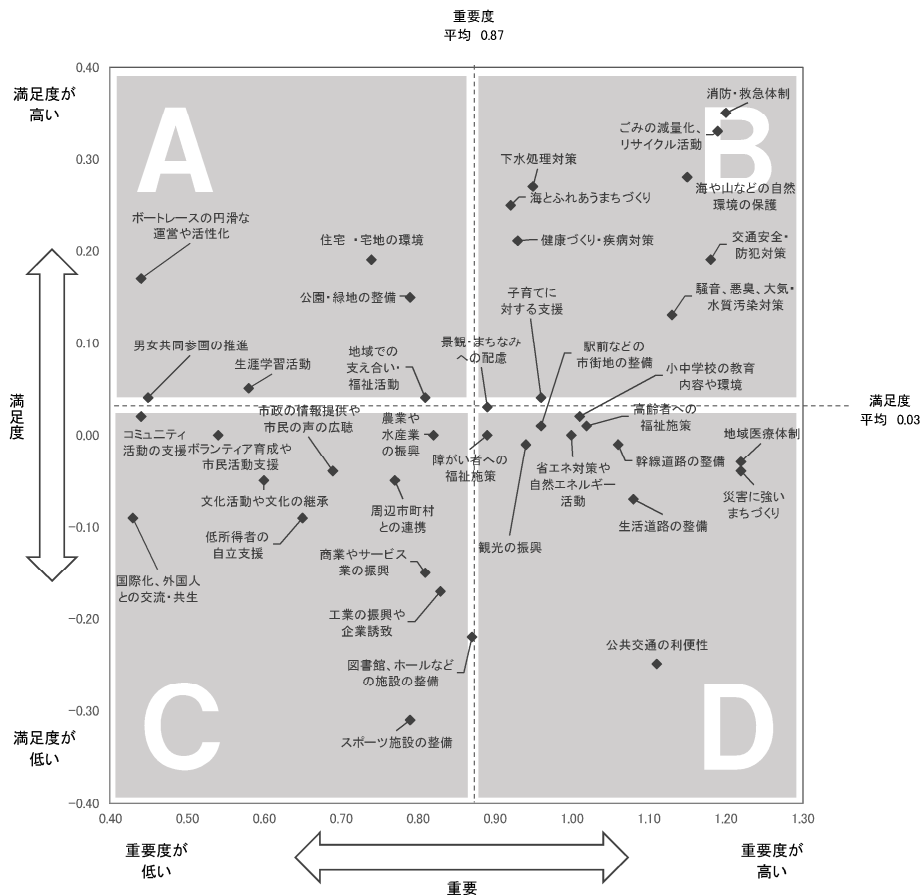 重要度
平均 0.87
0.40
満足度が
高い
A
B
消防・救急体制
ごみの減量化、
リサイクル活動
下水処理対策
0.30
海とふれあうまちづくり
海や山などの自然
環境の保護
ボートレースの円滑な
運営や活性化
住宅・宅地の環境
健康づくり・疾病対策
交通安全・
防犯対策
0.20
公園・緑地の整備
子育てに
対する支援
騒音、悪臭、大気・
水質汚染対策
0.10
男女共同参画の推進
生涯学習活動
地域での
支え合い・
福祉活動
景観・まちなみ
への配慮
駅前などの
市街地の整備
小中学校の教育
内容や環境
満足度
満足度
平均 0.03
市政の情報提供や
市民の声の広聴
農業や
水産業
の振興
高齢者への
福祉施策
0.00
コミュニティ
活動の支援
ボランティア育成や
市民活動支援
障がい者への
福祉施策
省エネ対策や
自然エネルギー
活動
幹線道路の整備
地域医療体制
文化活動や文化の継承
周辺市町村
との連携
災害に強い
まちづくり
生活道路の整備
−0.10
低所得者の
自立支援
観光の振興
商業やサービス
業の振興
国際化、外国人
との交流・共生
工業の振興や
企業誘致
−0.20
図書館、ホールなど
の施設の整備
公共交通の利便性
C
D
−0.30
満足度が
低い
スポーツ施設の整備
−0.40
0.40
0.50
0.60
0.70
0.80
0.90
1.00
1.10
1.20
1.30
重要度が
低い
重要度が
高い
重要